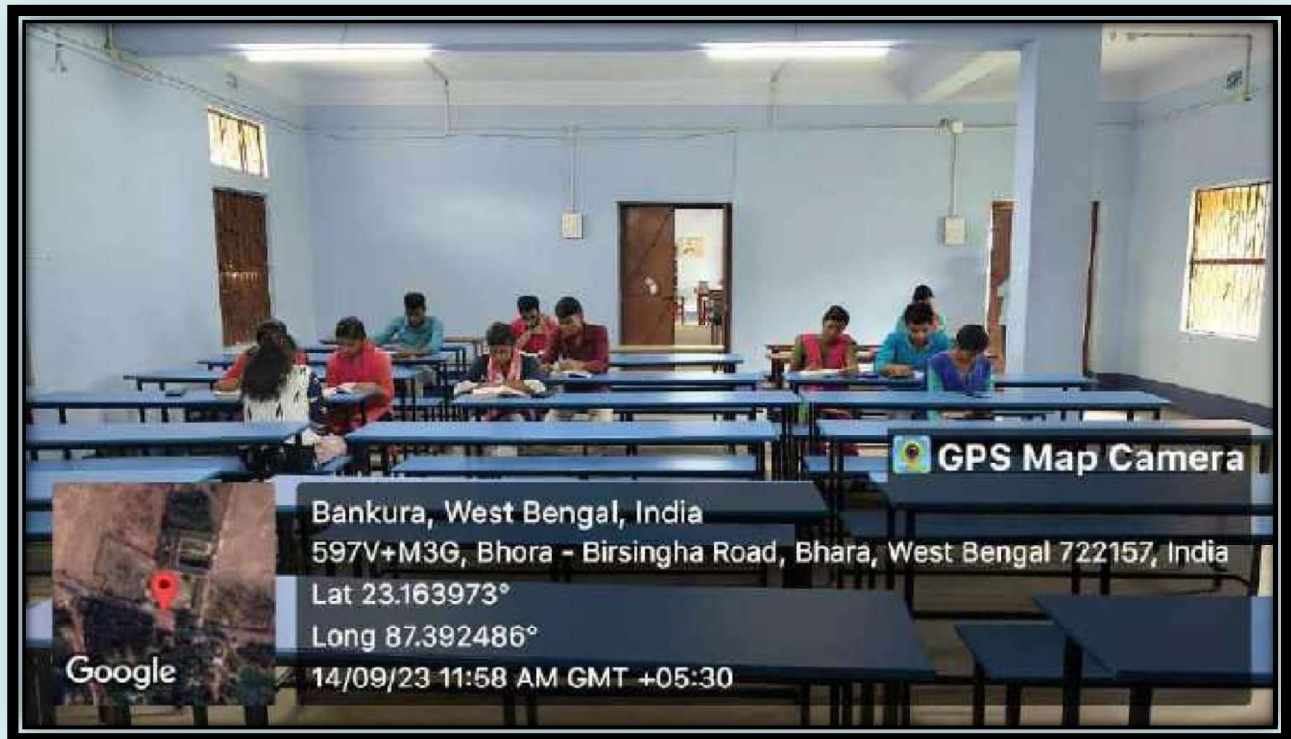 GPS Map Camera
Bankura, West Bengal, India
597V+M3G, Bhora - Birsingha Road, Bhara, West Bengal 722157, India
Lat 23.163973°
Long 87.392486°
14/09/23 11:58 AM GMT +05:30
Google